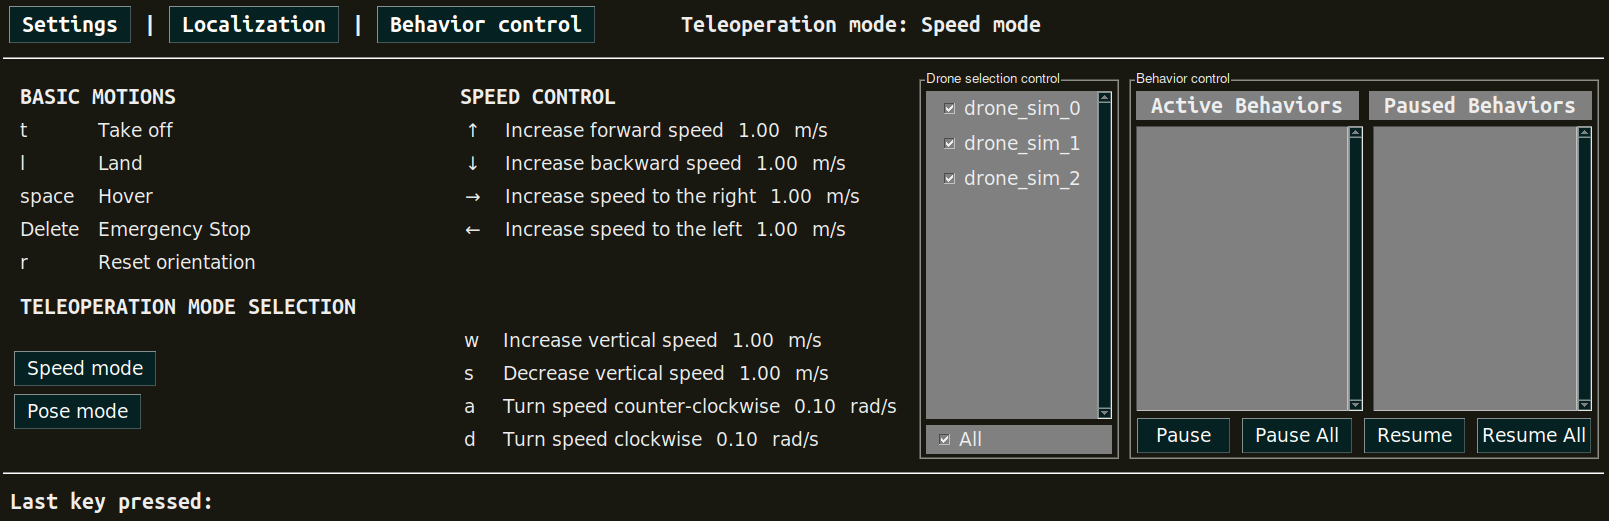 Settings | Localization | Behavior control Teleoperation mode: Speed mode
BASIC MOTIONS
t Take off
l Land
space Hover
Delete Emergency Stop
r Reset orientation
TELEOPERATION MODE SELECTION
Speed mode
Pose mode
SPEED CONTROL
↑ Increase forward speed 1.00 m/s
↓ Increase backward speed 1.00 m/s
→ Increase speed to the right 1.00 m/s
← Increase speed to the left 1.00 m/s
w Increase vertical speed 1.00 m/s
s Decrease vertical speed 1.00 m/s
a Turn speed counter-clockwise 0.10 rad/s
d Turn speed clockwise 0.10 rad/s
Drone selection control
drone_sim_0
drone_sim_1
drone_sim_2
All
Behavior control
Active Behaviors Paused Behaviors
Pause Pause All Resume Resume All
Last key pressed: